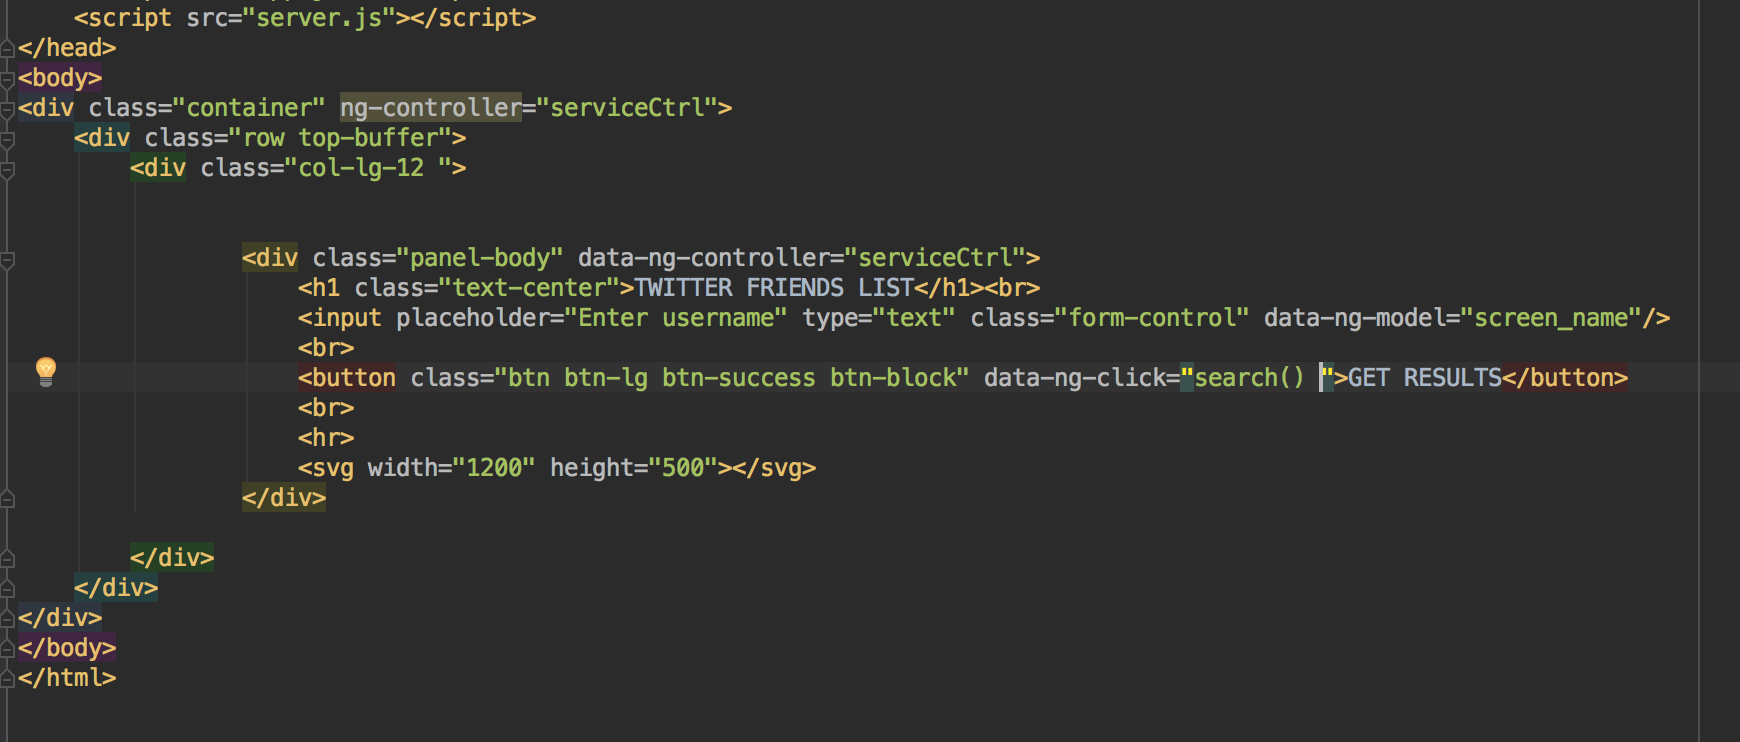 <script src="server.js"></script>
</head>
<body>
<div class="container" ng-controller="serviceCtrl">
<div class="row top-buffer">
<div class="col-lg-12 ">
<div class="panel-body" data-ng-controller="serviceCtrl">
<h1 class="text-center">TWITTER FRIENDS LIST</h1><br>
<input placeholder="Enter username" type="text" class="form-control" data-ng-model="screen_name"/>
<br>
<button class="btn btn-lg btn-success btn-block" data-ng-click="search() ">GET RESULTS</button>
<br>
<hr>
<svg width="1200" height="500"></svg>
</div>
</div>
</div>
</div>
</body>
</html>